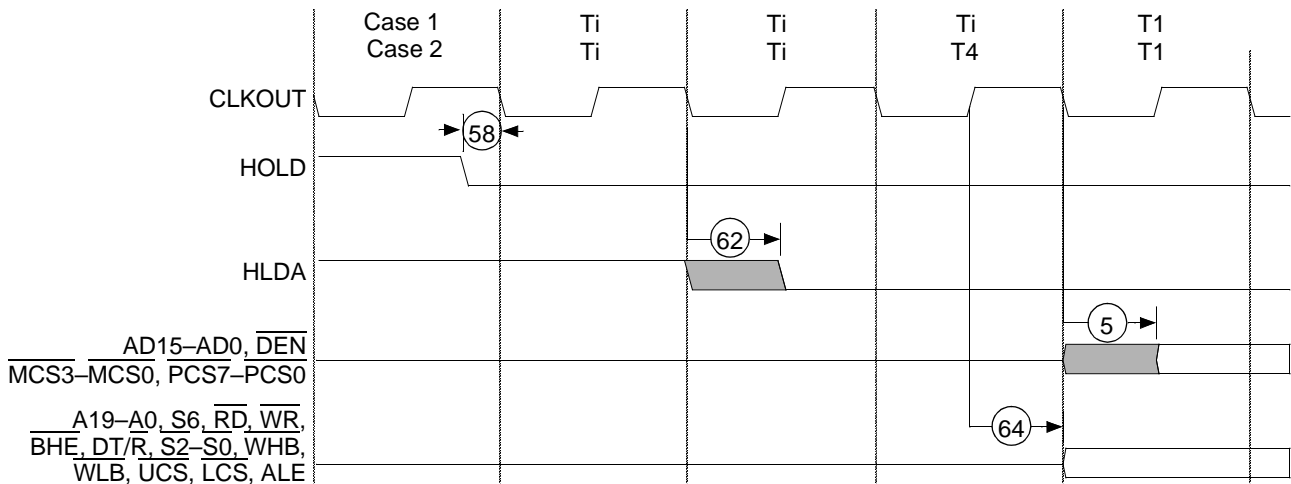 Case 1 Ti Ti Ti T1
Case 2 Ti Ti T4 T1
CLKOUT
58
HOLD
62
HLDA
5
AD15–AD0, DEN
MCS3–MCS0, PCS7–PCS0
A19–A0, S6, RD, WR,
64
BHE, DT/R, S2–S0, WHB,
WLB, UCS, LCS, ALE